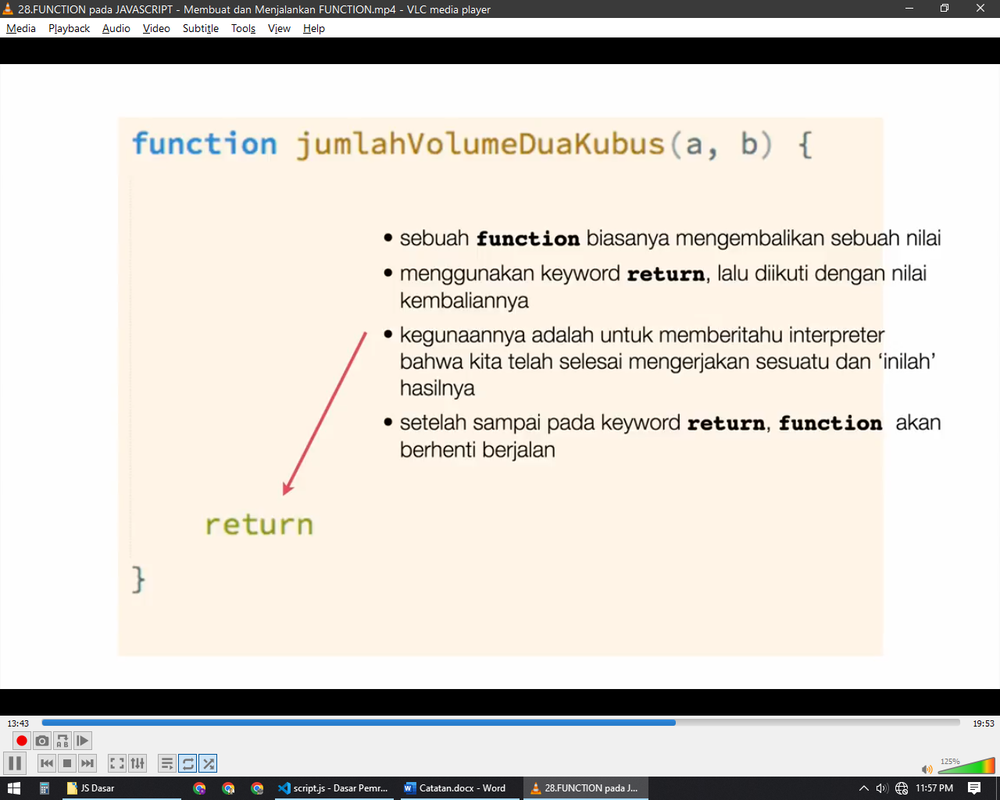 28.FUNCTION pada JAVASCRIPT - Membuat dan Menjalankan FUNCTION.mp4 - VLC media player
Media Playback Audio Video Subtitle Tools View Help
function jumlahVolumeDuaKubus(a, b) {
• sebuah function biasanya mengembalikan sebuah nilai
• menggunakan keyword return, lalu diikuti dengan nilai
kembaliannya
• kegunaannya adalah untuk memberitahu interpreter
bahwa kita telah selesai mengerjakan sesuatu dan ‘inilah’
hasilnya
• setelah sampai pada keyword return, function akan
berhenti berjalan
return
}
13:43 19:53
A B
125%
JS Dasar script.js - Dasar Pemr... Catatan.docx - Word 28.FUNCTION pada J... 11:57 PM